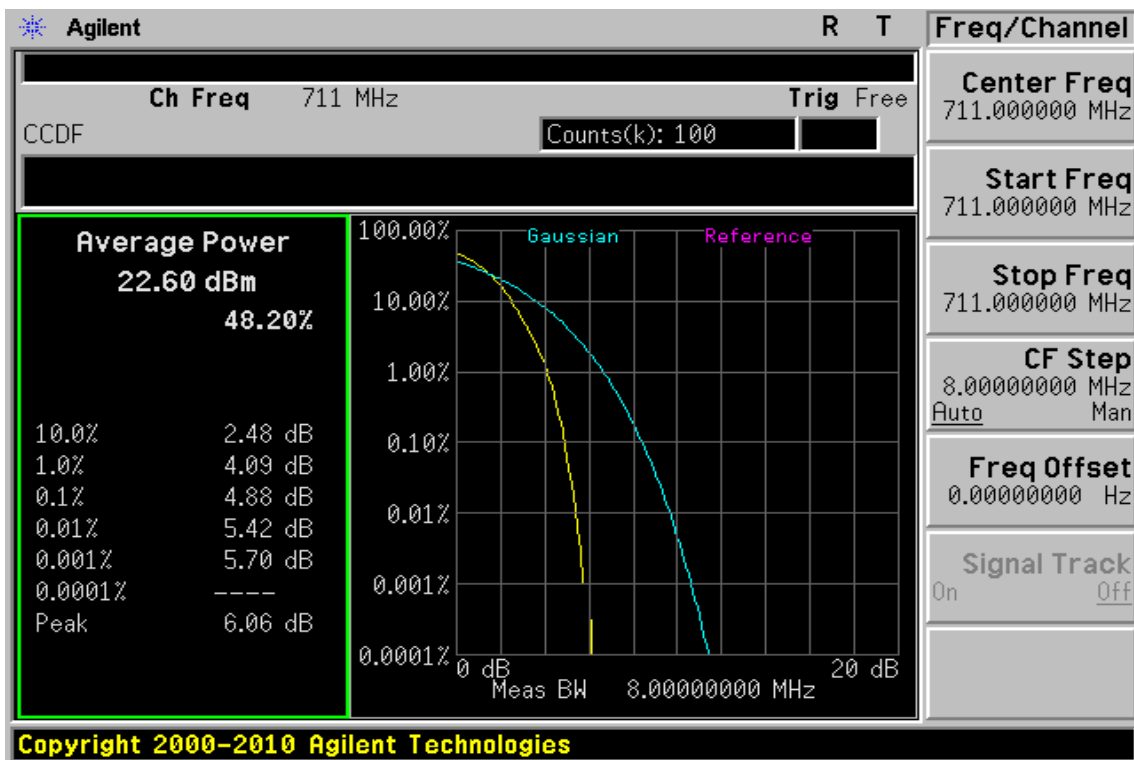 Agilent R T
Ch Freq 711 MHz Trig Free
CCDF Counts(k): 100
Average Power
22.60 dBm
48.20%
10.0% 2.48 dB
1.0% 4.09 dB
0.1% 4.88 dB
0.01% 5.42 dB
0.001% 5.70 dB
0.0001% ----
Peak 6.06 dB
Gaussian Reference
100.00%
10.00%
1.00%
0.10%
0.01%
0.001%
0.0001%
0 dB 20 dB
Meas BW 8.00000000 MHz
Freq/Channel
Center Freq
711.000000 MHz
Start Freq
711.000000 MHz
Stop Freq
711.000000 MHz
CF Step
8.00000000 MHz
Auto Man
Freq Offset
0.00000000 Hz
Signal Track
On Off
Copyright 2000-2010 Agilent Technologies